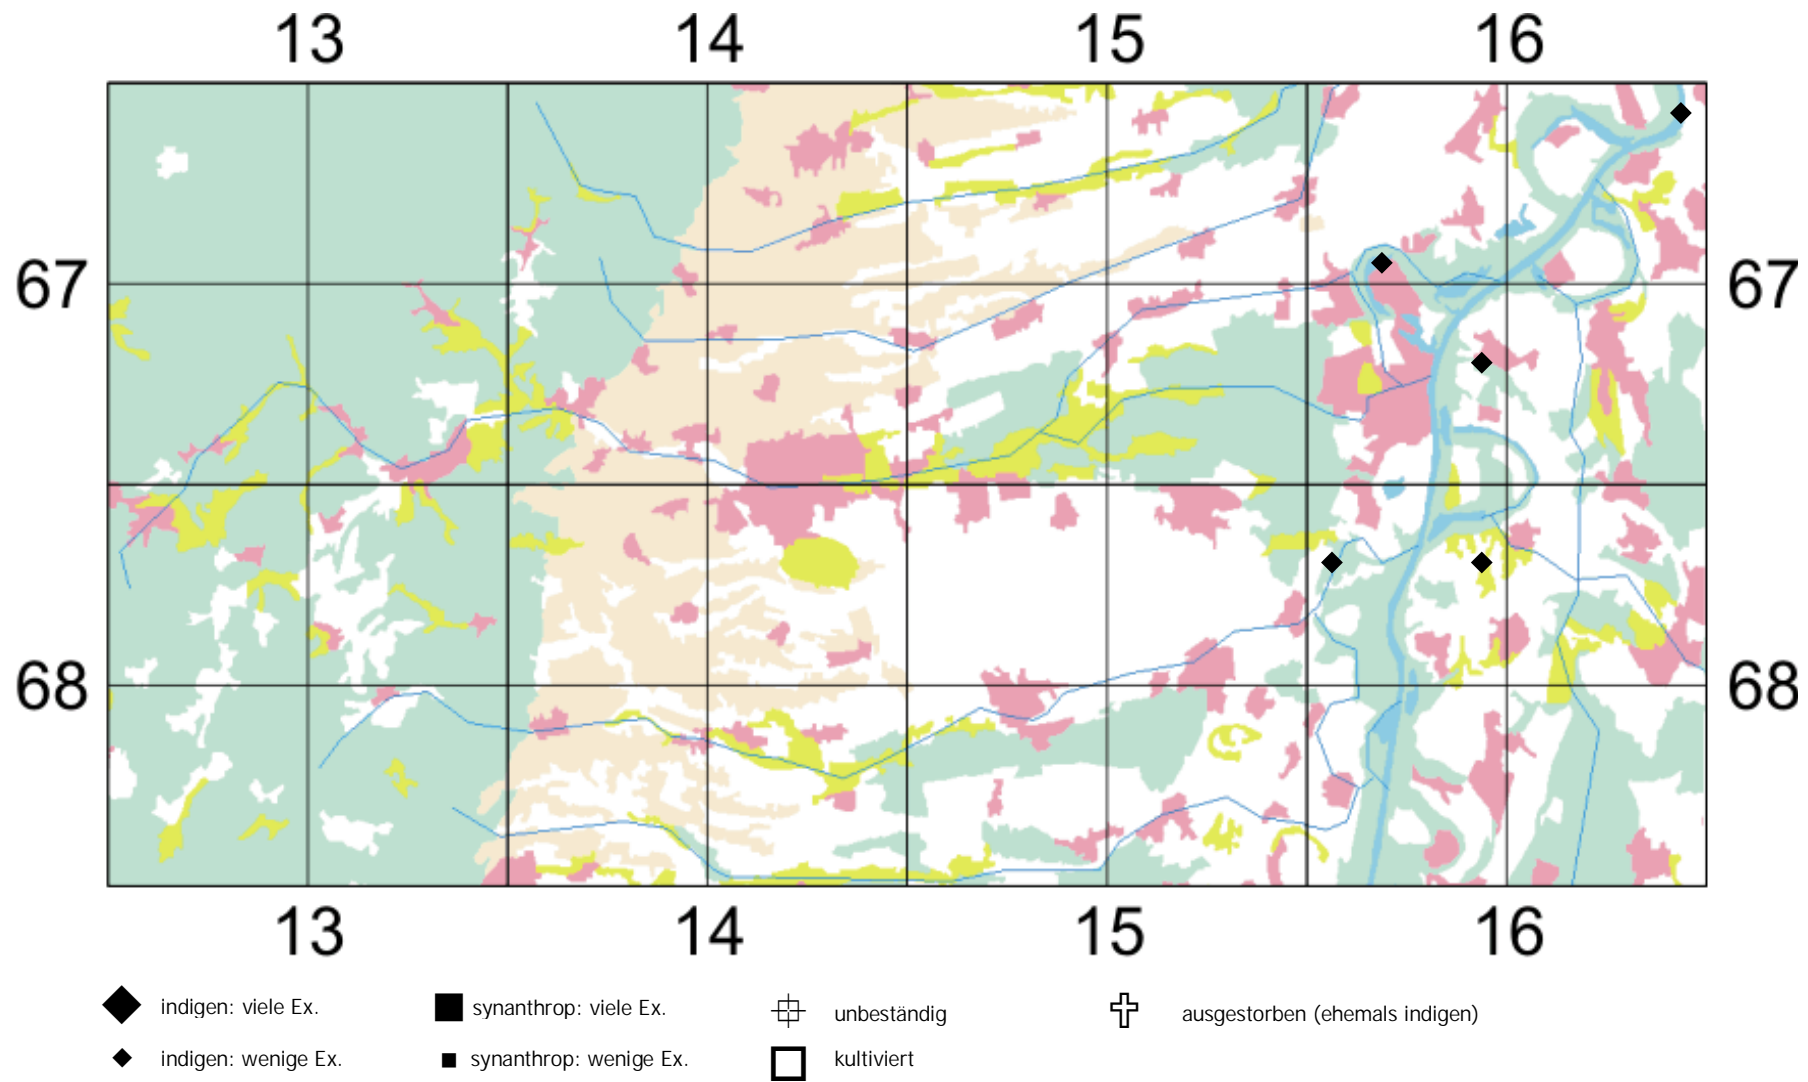 13 14 15 16
67 67
68 68
13 14 15 16
indigen: viele Ex. synanthrop: viele Ex. unbeständig ausgestorben (ehemals indigen)
indigen: wenige Ex. synanthrop: wenige Ex. kultiviert